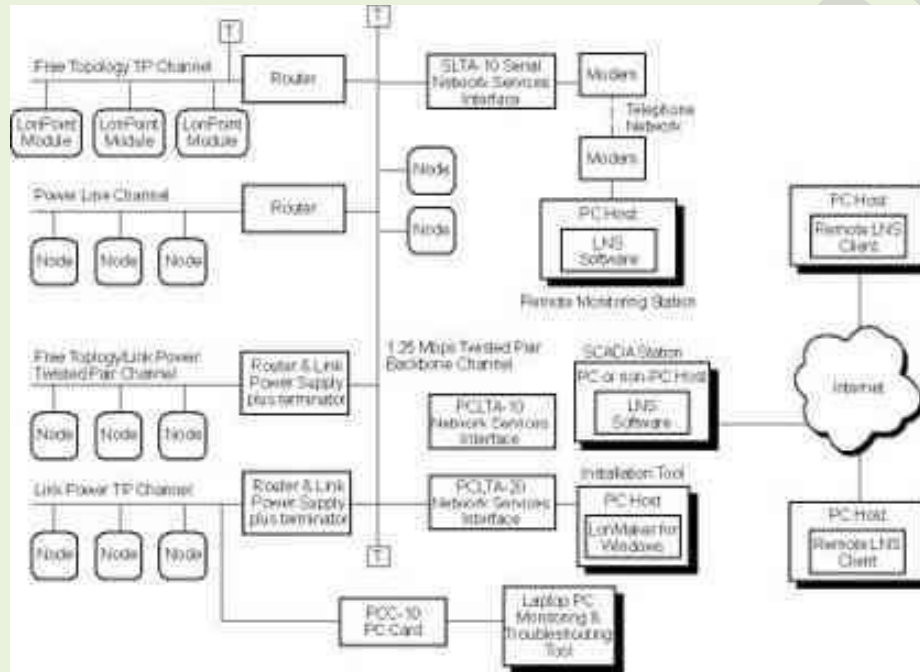 T
T
Free Topology TP Channel
Router
SLTA-10 Serial
Network Services
Interface
Modem
LonPoint
Module
LonPoint
Module
LonPoint
Module
Telephone
Network
Modem
Node
Power Line Channel
Router
Node
PC Host
LNS
Software
PC Host
Remote LNS
Client
Node
Node
Node
Remote Monitoring Station
1.25 Mbps Twisted Pair
Backbone Channel
SCADA Station
Free Toplogy/Link Power
Twisted Pair Channel
Router & Link
Power Supply
plus terminator
PC or non-PC Host
LNS
Software
Internet
PCLTA-10
Network Services
Interface
Node
Node
Node
Link Power TP Channel
Router & Link
Power Supply
plus terminator
PCLTA-20
Network Services
Interface
Installation Tool
PC Host
LonMaker for
Windows
PC Host
Remote LNS
Client
Node
Node
Node
T
PCC-10
PC Card
Laptop PC
Monitoring &
Troubleshooting
Tool